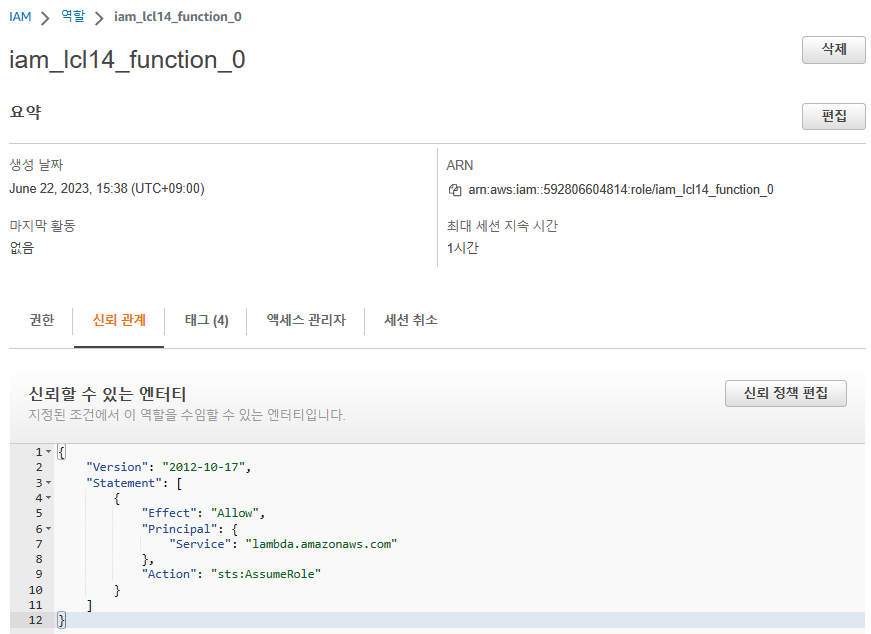 IAM > 역할 > iam_lcl14_function_0
iam_lcl14_function_0
삭제
요약
편집
생성 날짜
June 22, 2023, 15:38 (UTC+09:00)
ARN
arn:aws:iam::592806604814:role/iam_lcl14_function_0
마지막 활동
없음
최대 세션 지속 시간
1시간
권한
신뢰 관계
태그 (4)
액세스 관리자
세션 취소
신뢰할 수 있는 엔터티
지정된 조건에서 이 역할을 수임할 수 있는 엔터티입니다.
신뢰 정책 편집
1 {
2     "Version": "2012-10-17",
3     "Statement": [
4         {
5             "Effect": "Allow",
6             "Principal": {
7                 "Service": "lambda.amazonaws.com"
8             },
9             "Action": "sts:AssumeRole"
10         }
11     ]
12 }